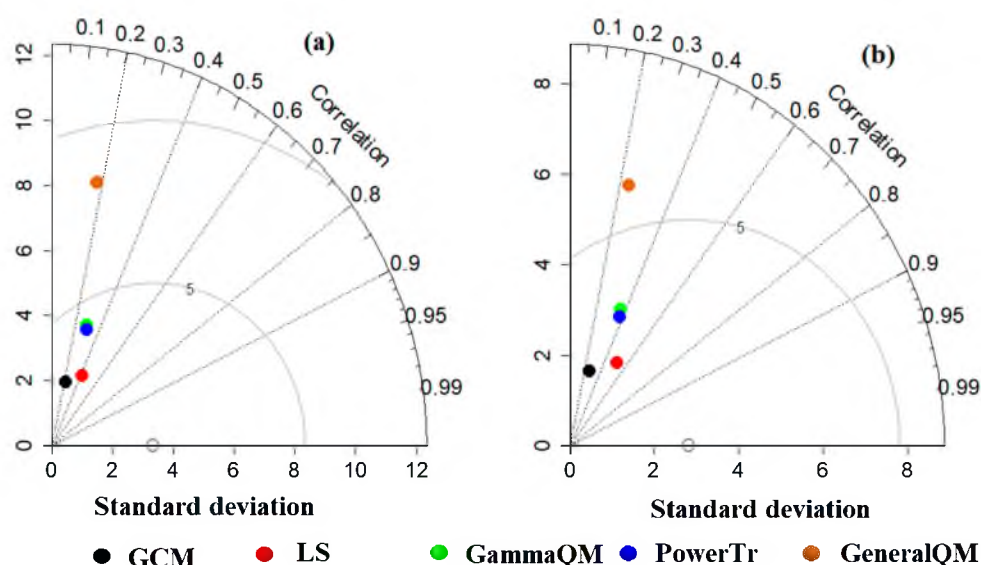 (a)
0.1 0.2 0.3 0.4 0.5 0.6 0.7 0.8 0.9 0.95 0.99
Correlation
12
10
8
6
4
2
0
5
0 2 4 6 8 10 12
Standard deviation
(b)
0.1 0.2 0.3 0.4 0.5 0.6 0.7 0.8 0.9 0.95 0.99
Correlation
8
6
4
2
0
5
0 2 4 6 8
Standard deviation
GCM LS GammaQM PowerTr GeneralQM